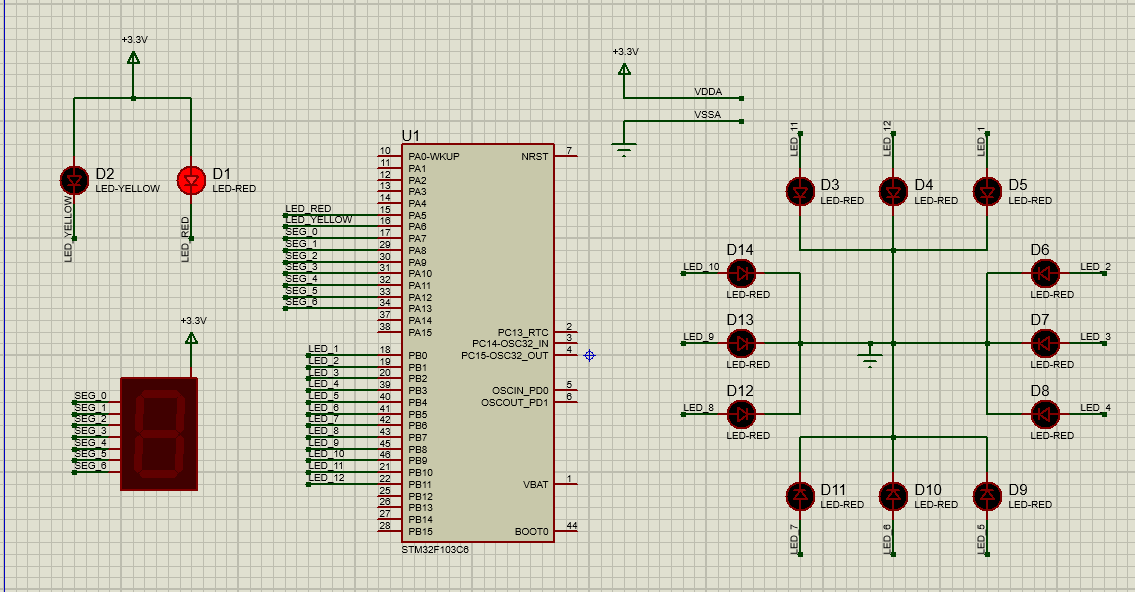 +3.3V
D2
LED-YELLOW
D1
LED-RED
LED_YELLOW
LED_RED
+3.3V
SEG_0
SEG_1
SEG_2
SEG_3
SEG_4
SEG_5
SEG_6
U1
LED_RED
LED_YELLOW
SEG_0
SEG_1
SEG_2
SEG_3
SEG_4
SEG_5
SEG_6
LED_1
LED_2
LED_3
LED_4
LED_5
LED_6
LED_7
LED_8
LED_9
LED_10
LED_11
LED_12
10 PA0-WKUP
11 PA1
12 PA2
13 PA3
14 PA4
15 PA5
16 PA6
17 PA7
29 PA8
30 PA9
31 PA10
32 PA11
33 PA12
34 PA13
37 PA14
38 PA15
18 PB0
19 PB1
20 PB2
39 PB3
40 PB4
41 PB5
42 PB6
43 PB7
45 PB8
46 PB9
21 PB10
22 PB11
25 PB12
26 PB13
27 PB14
28 PB15
NRST 7
PC13_RTC 2
PC14-OSC32_IN 3
PC15-OSC32_OUT 4
OSCIN_PD0 5
OSCOUT_PD1 6
VBAT 1
BOOT0 44
STM32F103C6
+3.3V
VDDA
VSSA
LED_11
LED_12
LED_1
D3
LED-RED
D4
LED-RED
D5
LED-RED
D14
LED_10
LED-RED
D6
LED_2
LED-RED
D13
LED_9
LED-RED
D7
LED_3
LED-RED
D12
LED_8
LED-RED
D8
LED_4
LED-RED
D11
LED-RED
D10
LED-RED
D9
LED-RED
LED_7
LED_6
LED_5